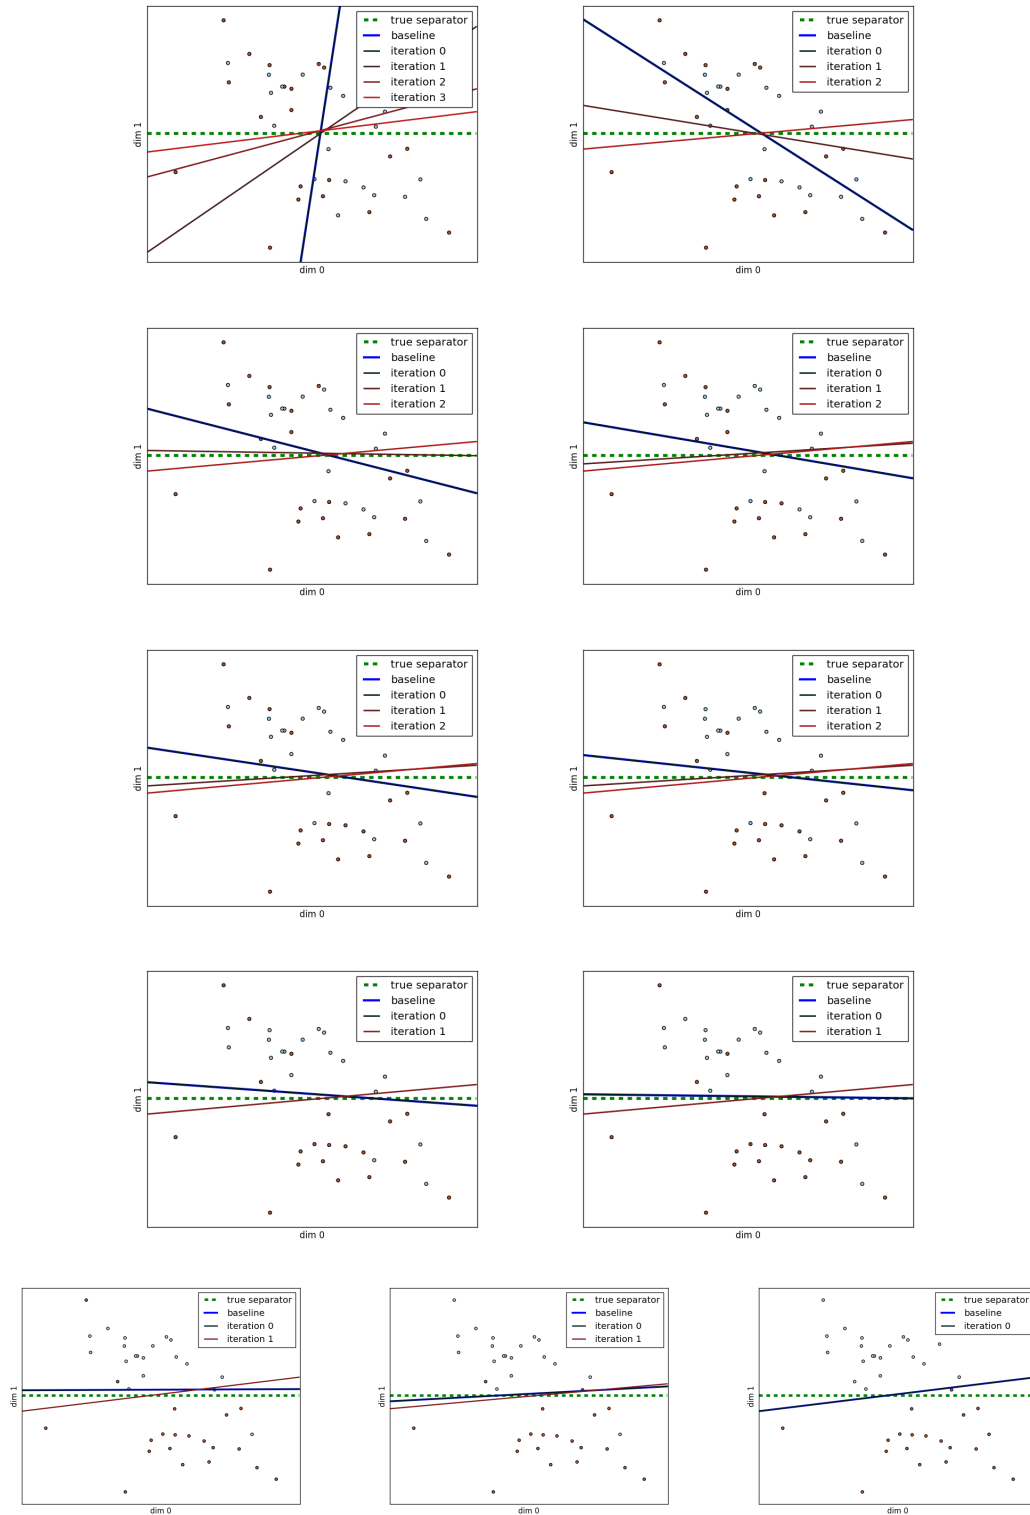 true separator
baseline
iteration 0
iteration 1
iteration 2
iteration 3
dim 1
dim 0
true separator
baseline
iteration 0
iteration 1
iteration 2
dim 1
dim 0
true separator
baseline
iteration 0
iteration 1
iteration 2
dim 1
dim 0
true separator
baseline
iteration 0
iteration 1
iteration 2
dim 1
dim 0
true separator
baseline
iteration 0
iteration 1
iteration 2
dim 1
dim 0
true separator
baseline
iteration 0
iteration 1
iteration 2
dim 1
dim 0
true separator
baseline
iteration 0
iteration 1
dim 1
dim 0
true separator
baseline
iteration 0
iteration 1
dim 1
dim 0
true separator
baseline
iteration 0
iteration 1
dim 1
dim 0
true separator
baseline
iteration 0
iteration 1
dim 1
dim 0
true separator
baseline
iteration 0
dim 1
dim 0